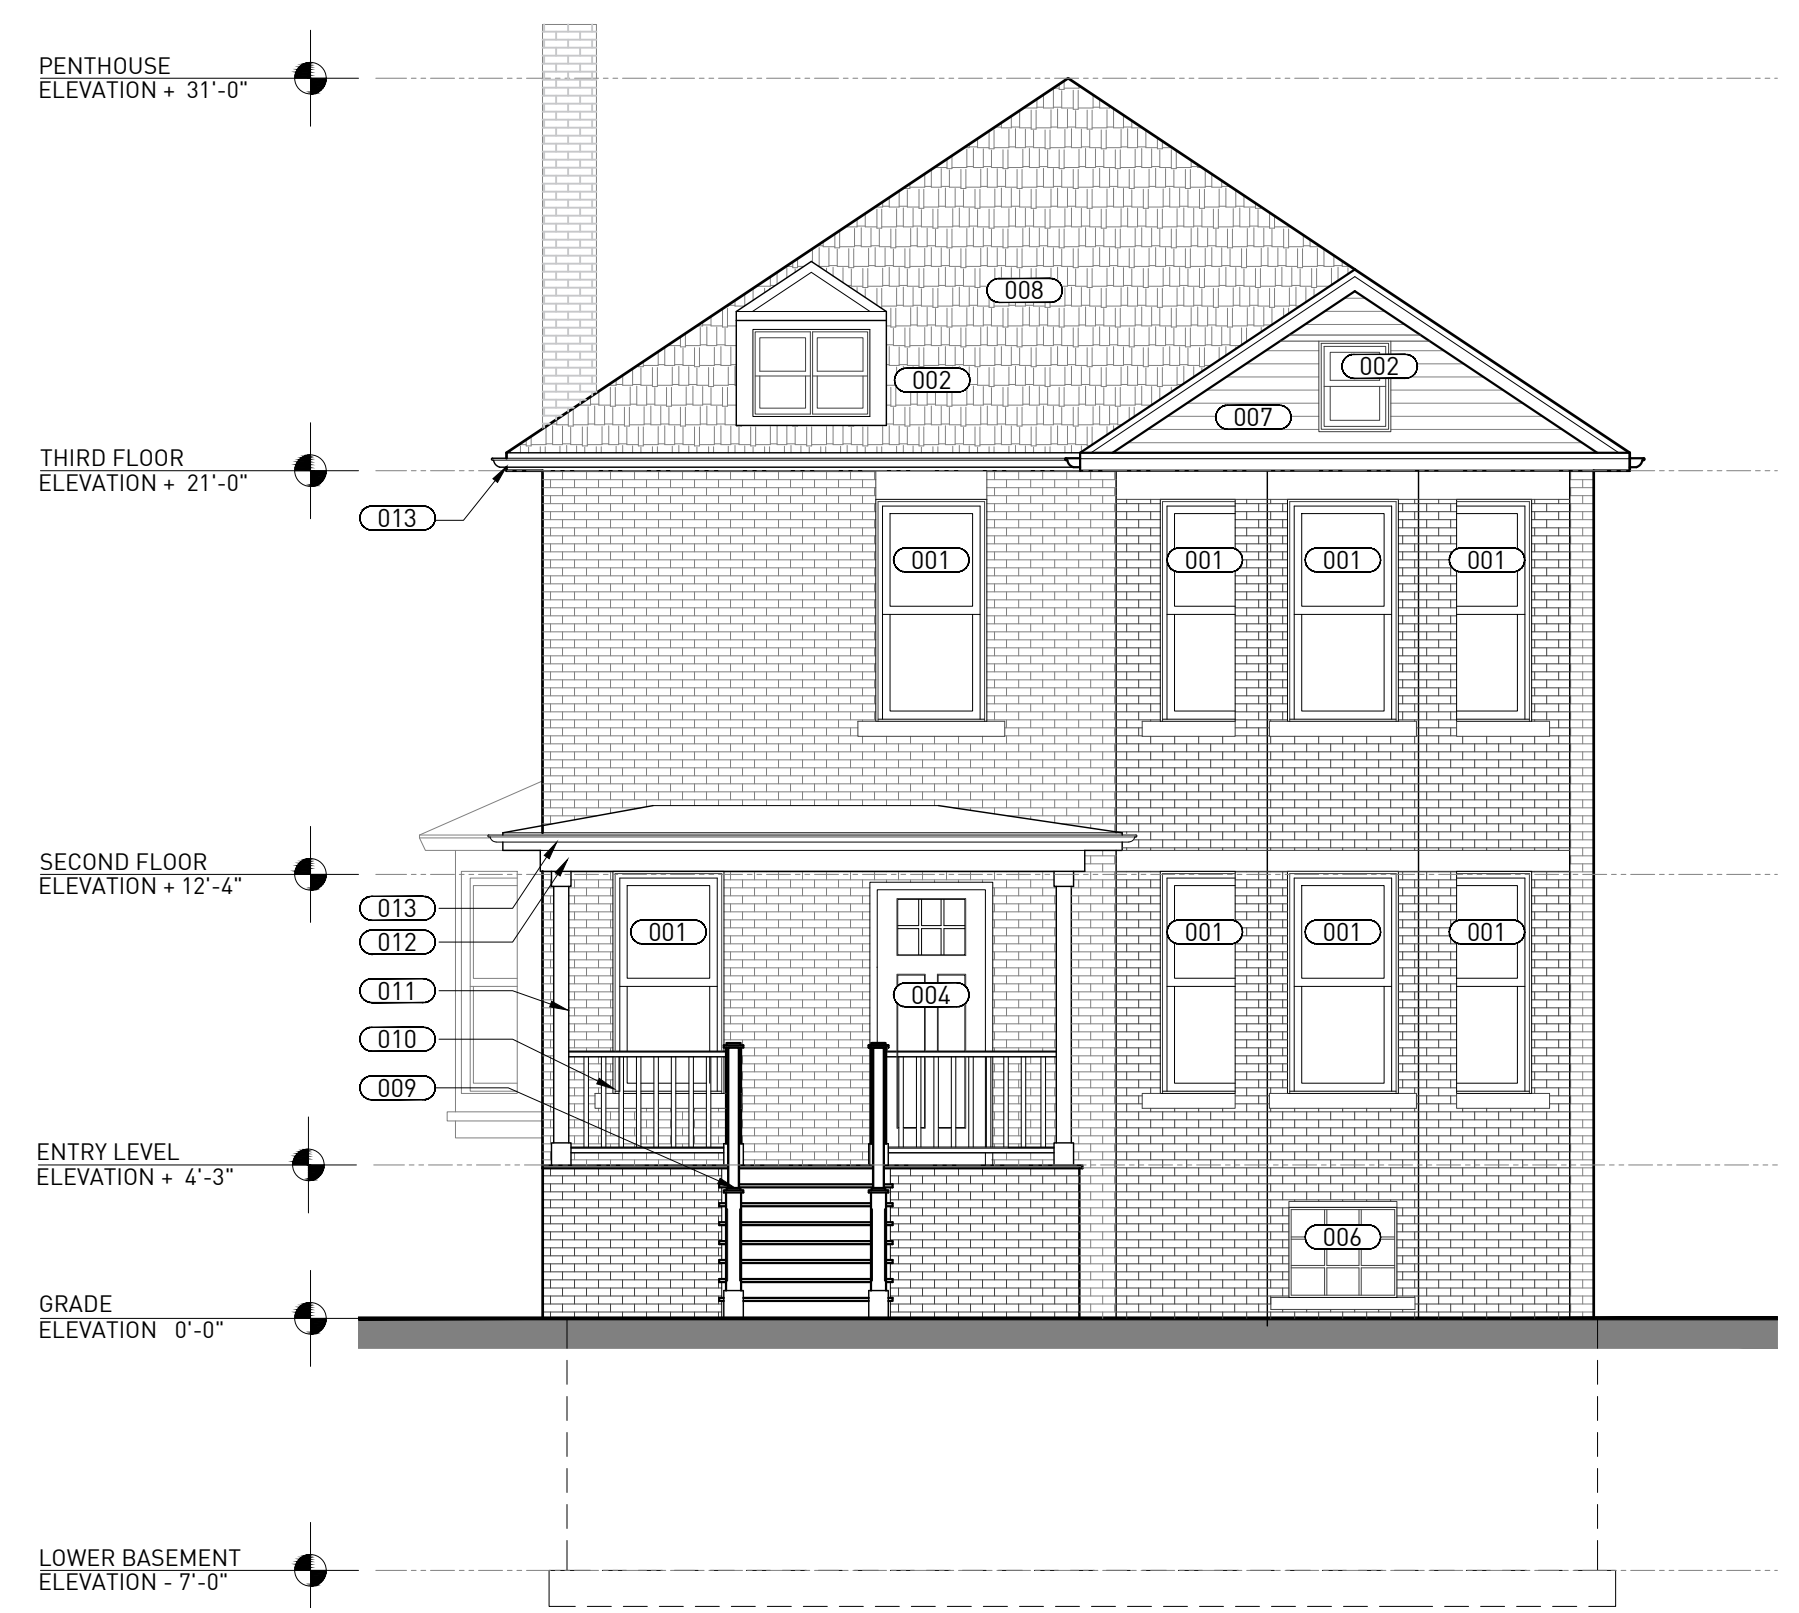 PENTHOUSE
ELEVATION + 31'-0"
008
002
002
007
THIRD FLOOR
ELEVATION + 21'-0"
013
001
001
001
001
SECOND FLOOR
ELEVATION + 12'-4"
013
001
001
001
001
012
011
004
010
009
ENTRY LEVEL
ELEVATION + 4'-3"
006
GRADE
ELEVATION 0'-0"
LOWER BASEMENT
ELEVATION - 7'-0"